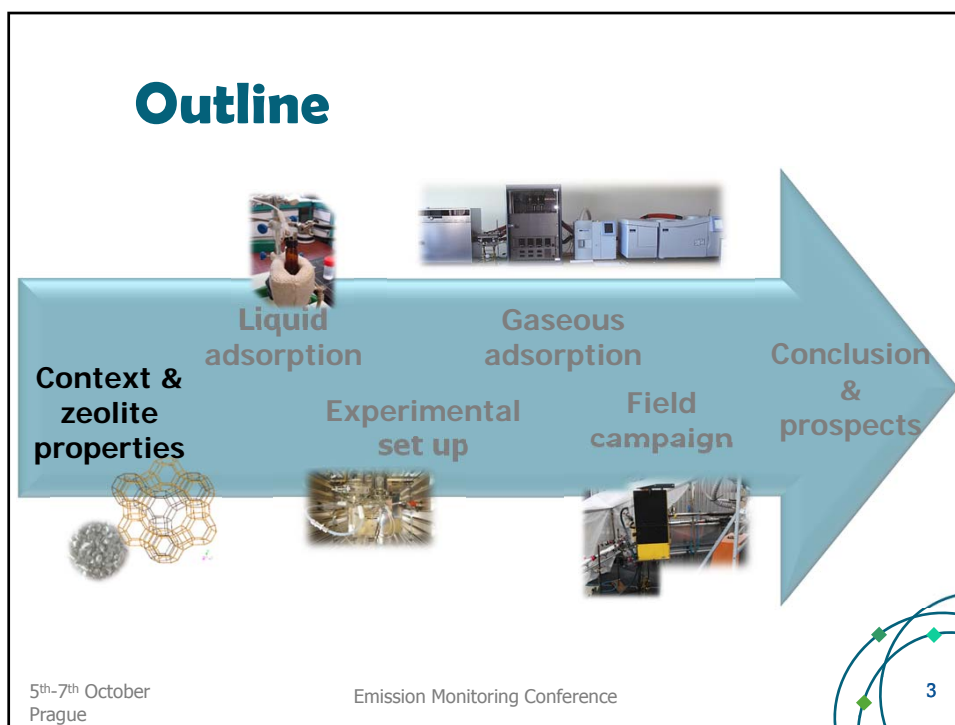 Outline
Context &
zeolite
properties
Liquid
adsorption
Experimental
set up
Gaseous
adsorption
Field
campaign
Conclusion
&
prospects
5th-7th October
Prague
Emission Monitoring Conference
3